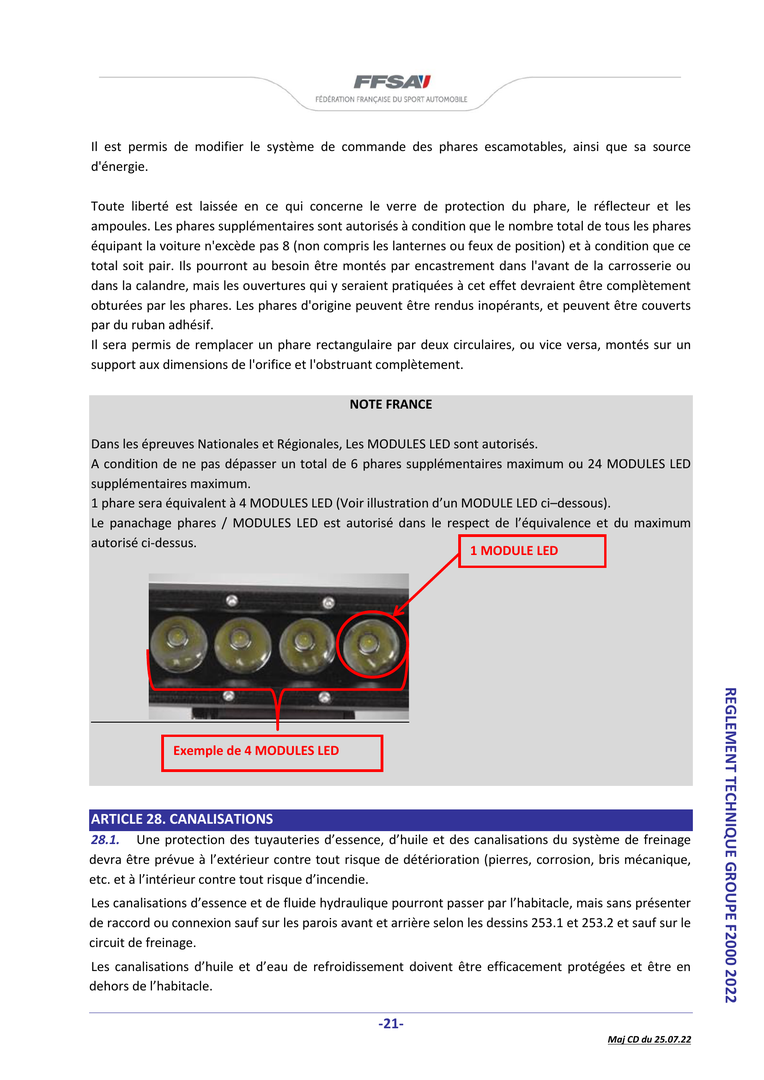 FFSA
FÉDÉRATION FRANÇAISE DU SPORT AUTOMOBILE
Il est permis de modifier le système de commande des phares escamotables, ainsi que sa source
d'énergie.
Toute liberté est laissée en ce qui concerne le verre de protection du phare, le réflecteur et les
ampoules. Les phares supplémentaires sont autorisés à condition que le nombre total de tous les phares
équipant la voiture n'excède pas 8 (non compris les lanternes ou feux de position) et à condition que ce
total soit pair. Ils pourront au besoin être montés par encastrement dans l'avant de la carrosserie ou
dans la calandre, mais les ouvertures qui y seraient pratiquées à cet effet devraient être complètement
obturées par les phares. Les phares d'origine peuvent être rendus inopérants, et peuvent être couverts
par du ruban adhésif.
Il sera permis de remplacer un phare rectangulaire par deux circulaires, ou vice versa, montés sur un
support aux dimensions de l'orifice et l'obstruant complètement.
NOTE FRANCE
Dans les épreuves Nationales et Régionales, Les MODULES LED sont autorisés.
A condition de ne pas dépasser un total de 6 phares supplémentaires maximum ou 24 MODULES LED
supplémentaires maximum.
1 phare sera équivalent à 4 MODULES LED (Voir illustration d’un MODULE LED ci–dessous).
Le panachage phares / MODULES LED est autorisé dans le respect de l’équivalence et du maximum
autorisé ci-dessus.
1 MODULE LED
Exemple de 4 MODULES LED
ARTICLE 28. CANALISATIONS
28.1. Une protection des tuyauteries d’essence, d’huile et des canalisations du système de freinage
devra être prévue à l’extérieur contre tout risque de détérioration (pierres, corrosion, bris mécanique,
etc. et à l’intérieur contre tout risque d’incendie.
Les canalisations d’essence et de fluide hydraulique pourront passer par l’habitacle, mais sans présenter
de raccord ou connexion sauf sur les parois avant et arrière selon les dessins 253.1 et 253.2 et sauf sur le
circuit de freinage.
Les canalisations d’huile et d’eau de refroidissement doivent être efficacement protégées et être en
dehors de l’habitacle.
REGLEMENT TECHNIQUE GROUPE F2000 2022
-21-
Maj CD du 25.07.22